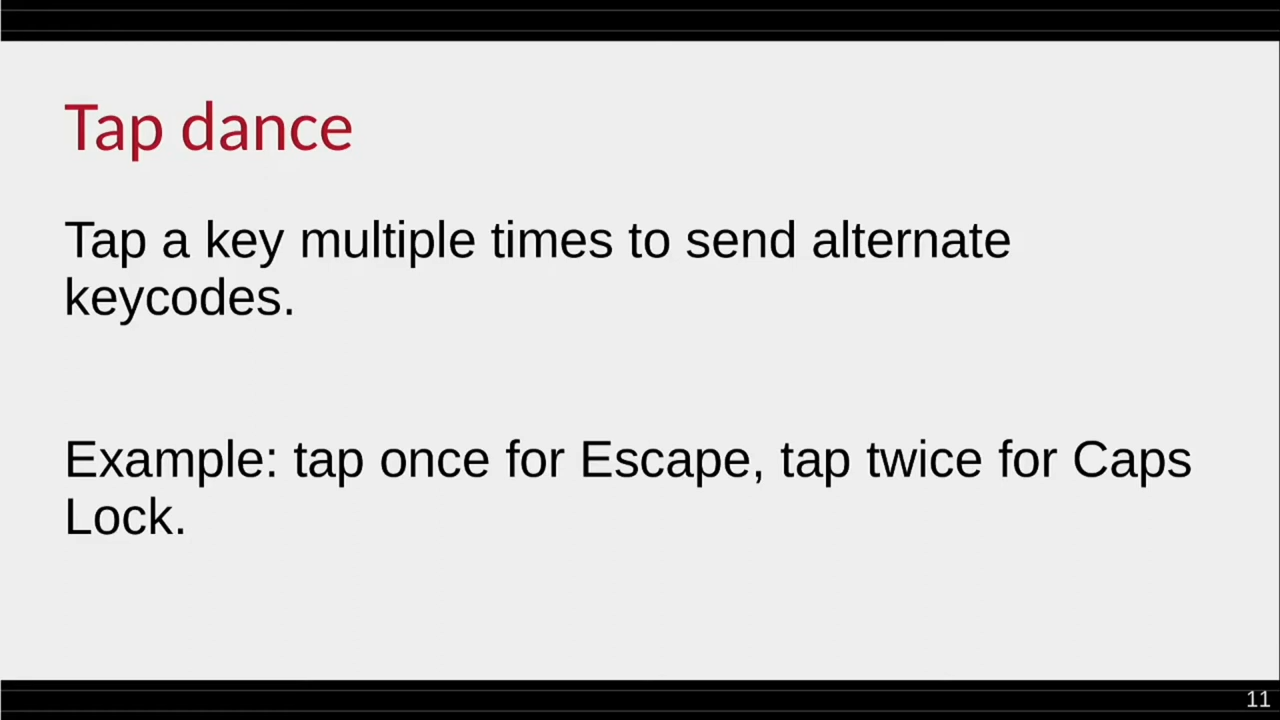 Tap dance
Tap a key multiple times to send alternate
keycodes.
Example: tap once for Escape, tap twice for Caps
Lock.
11